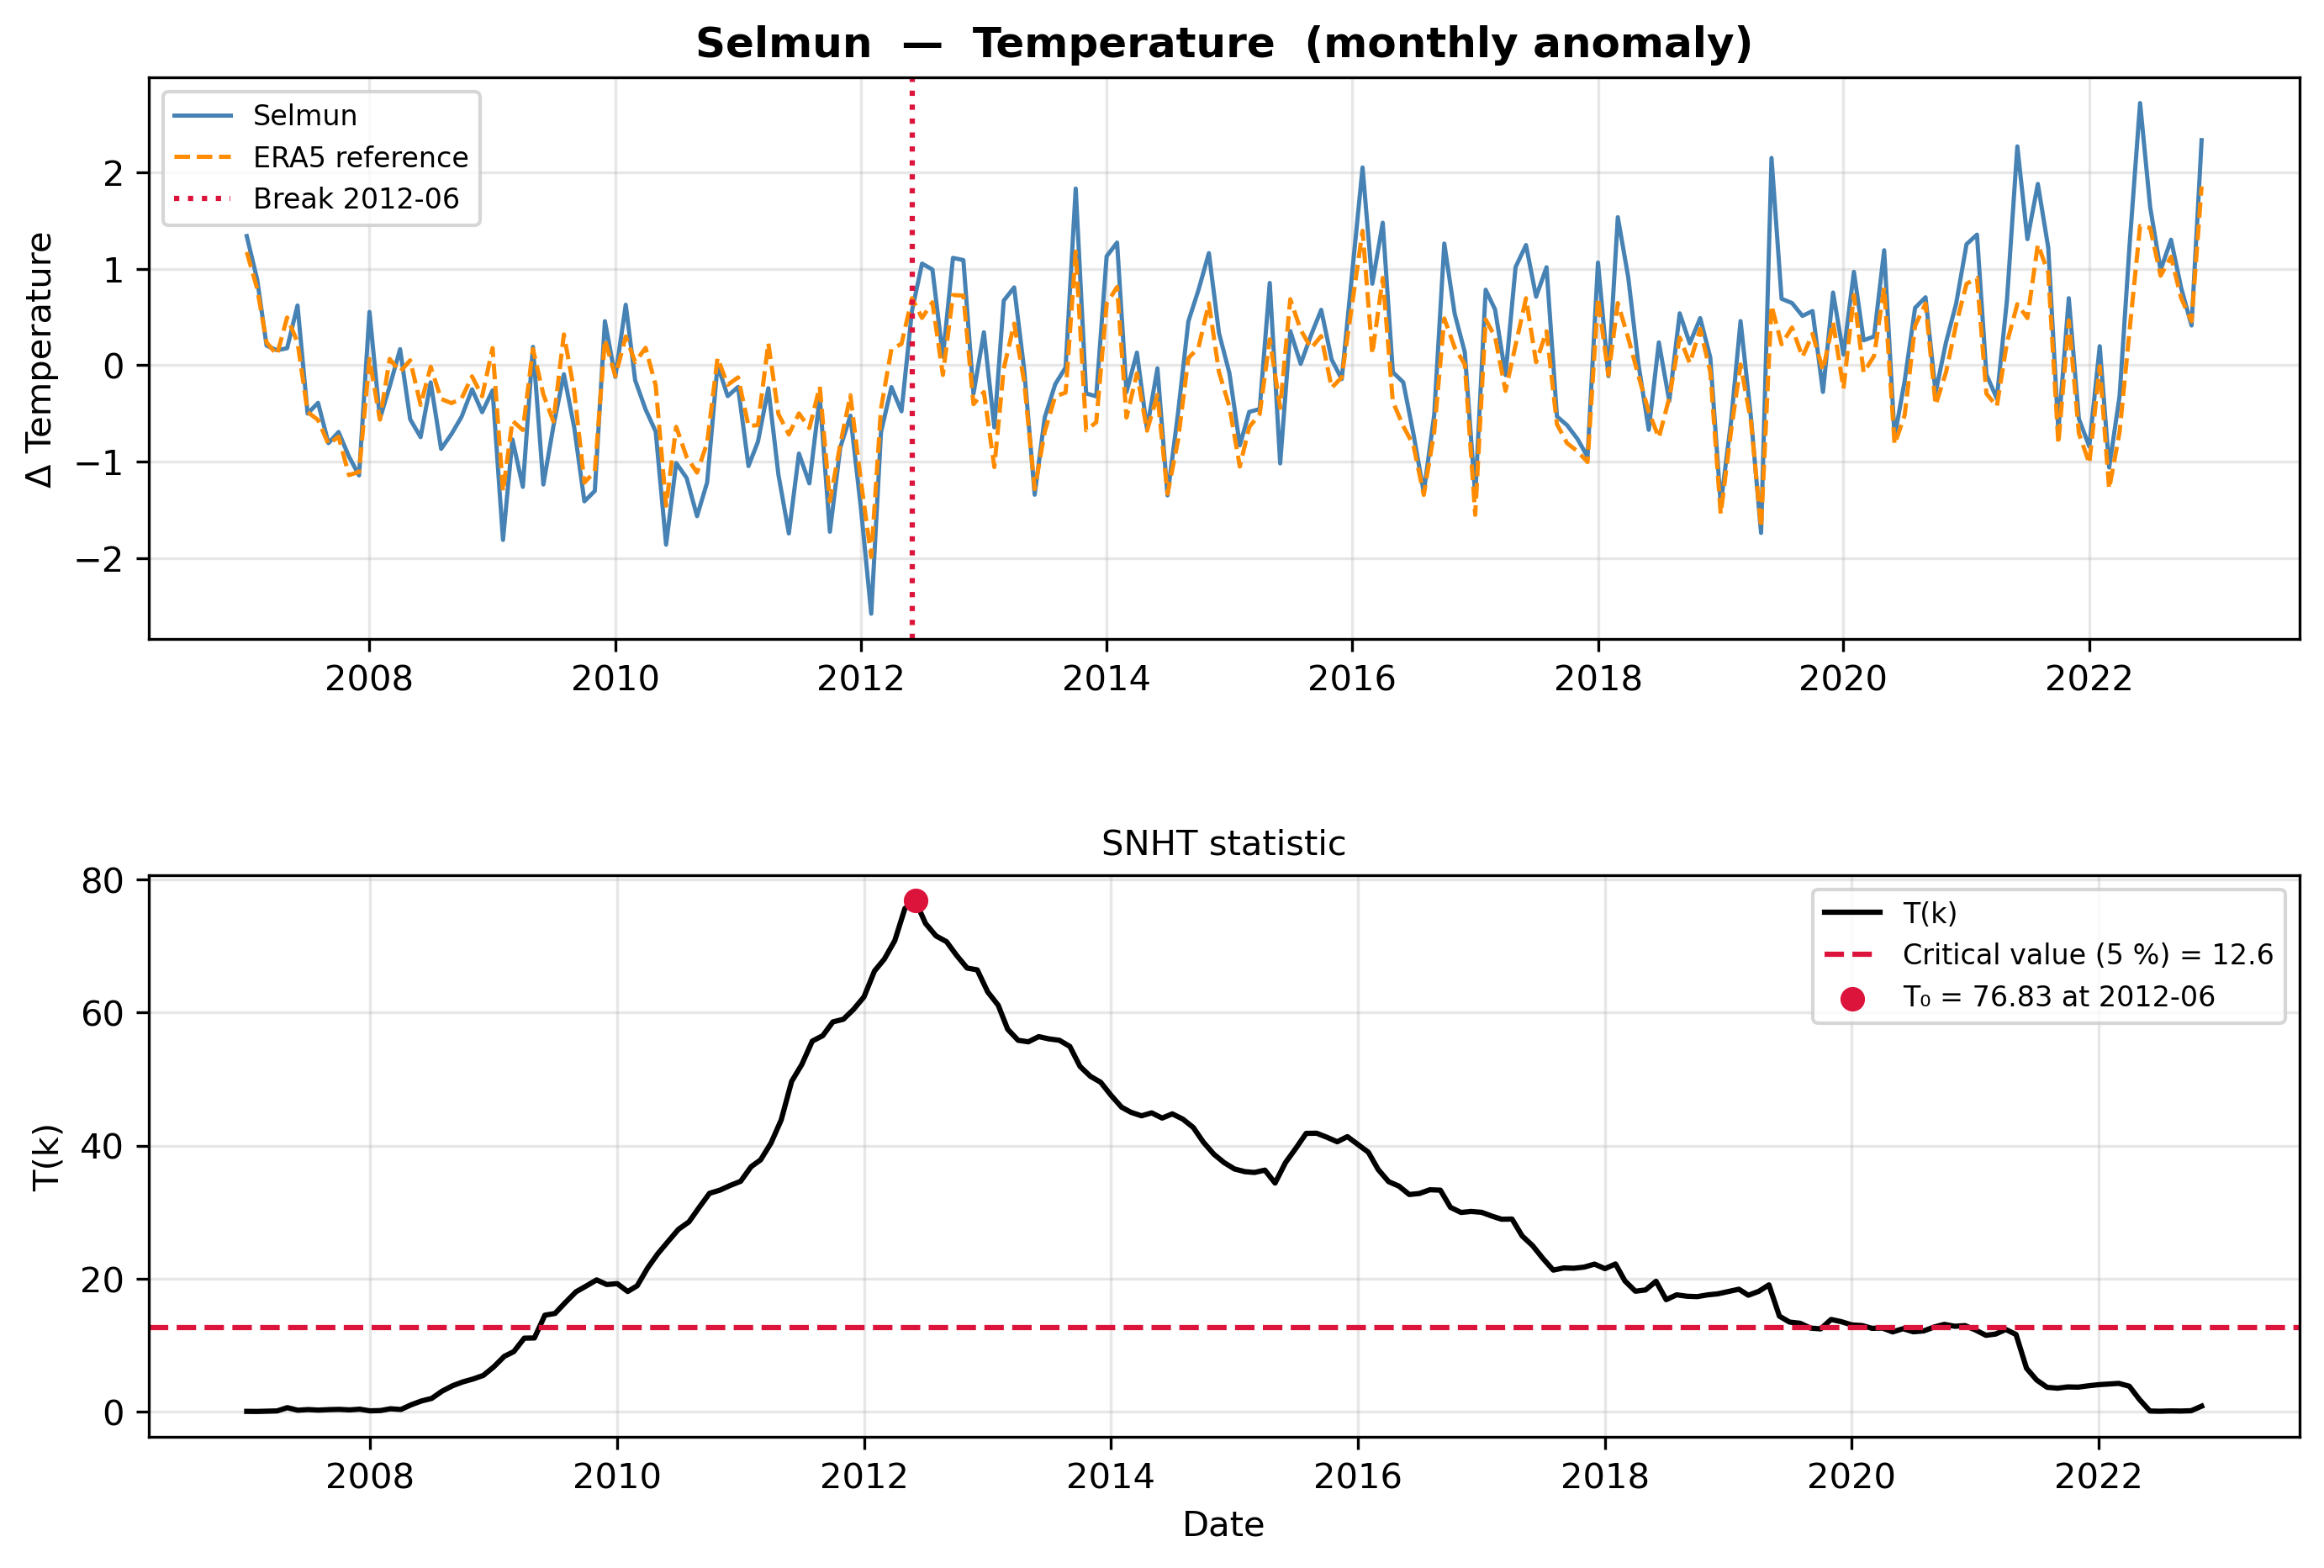 Selmun — Temperature (monthly anomaly)
Selmun
ERA5 reference
Break 2012-06
Δ Temperature
2
1
0
−1
−2
2008 2010 2012 2014 2016 2018 2020 2022
SNHT statistic
T(k)
Critical value (5 %) = 12.6
T₀ = 76.83 at 2012-06
T(k)
80
60
40
20
0
2008 2010 2012 2014 2016 2018 2020 2022
Date